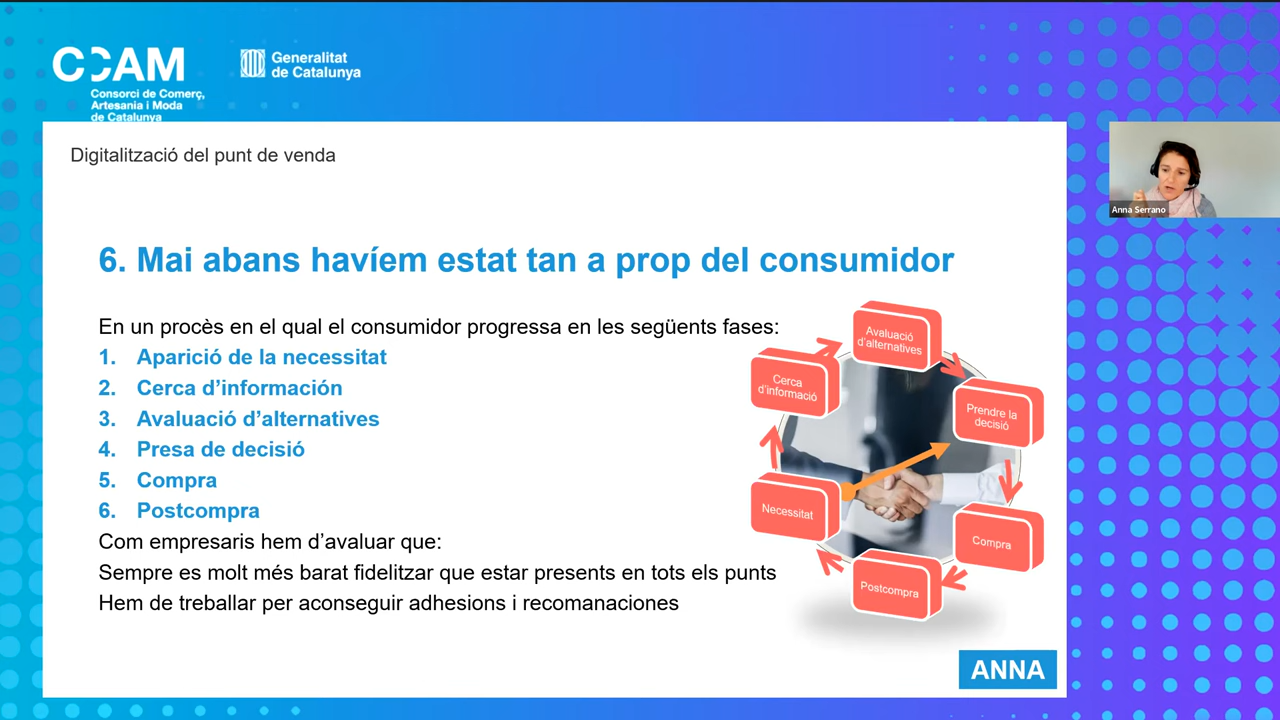 CCAM
Consorci de Comerç,
Artesania i Moda
de Catalunya
Generalitat
de Catalunya
Digitalització del punt de venda
Anna Serrano
6. Mai abans havíem estat tan a prop del consumidor
En un procès en el qual el consumidor progressa en les següents fases:
1. Aparició de la necessitat
2. Cerca d'información
3. Avaluació d'alternatives
4. Presa de decisió
5. Compra
6. Postcompra
Com empresaris hem d'avaluar que:
Sempre es molt més barat fidelitzar que estar presents en tots els punts
Hem de treballar per aconseguir adhesions i recomanaciones
Avaluació
d'alternatives
Cerca
d'informació
Prendre la
decisió
Necessitat
Compra
Postcompra
ANNA